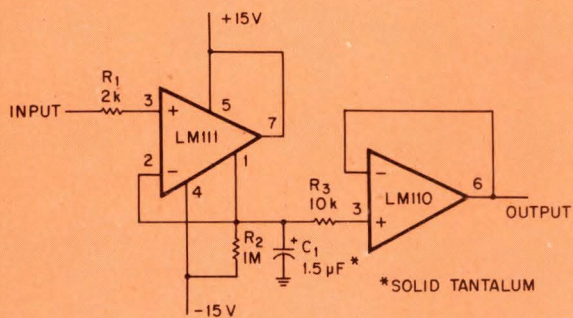 +15V
R1
2k
INPUT
3
+
5
7
LM111
2
−
1
4
R3
10k
3
−
+
LM110
6
OUTPUT
R2
1M
+
C1
1.5 µF*
*SOLID TANTALUM
−15V